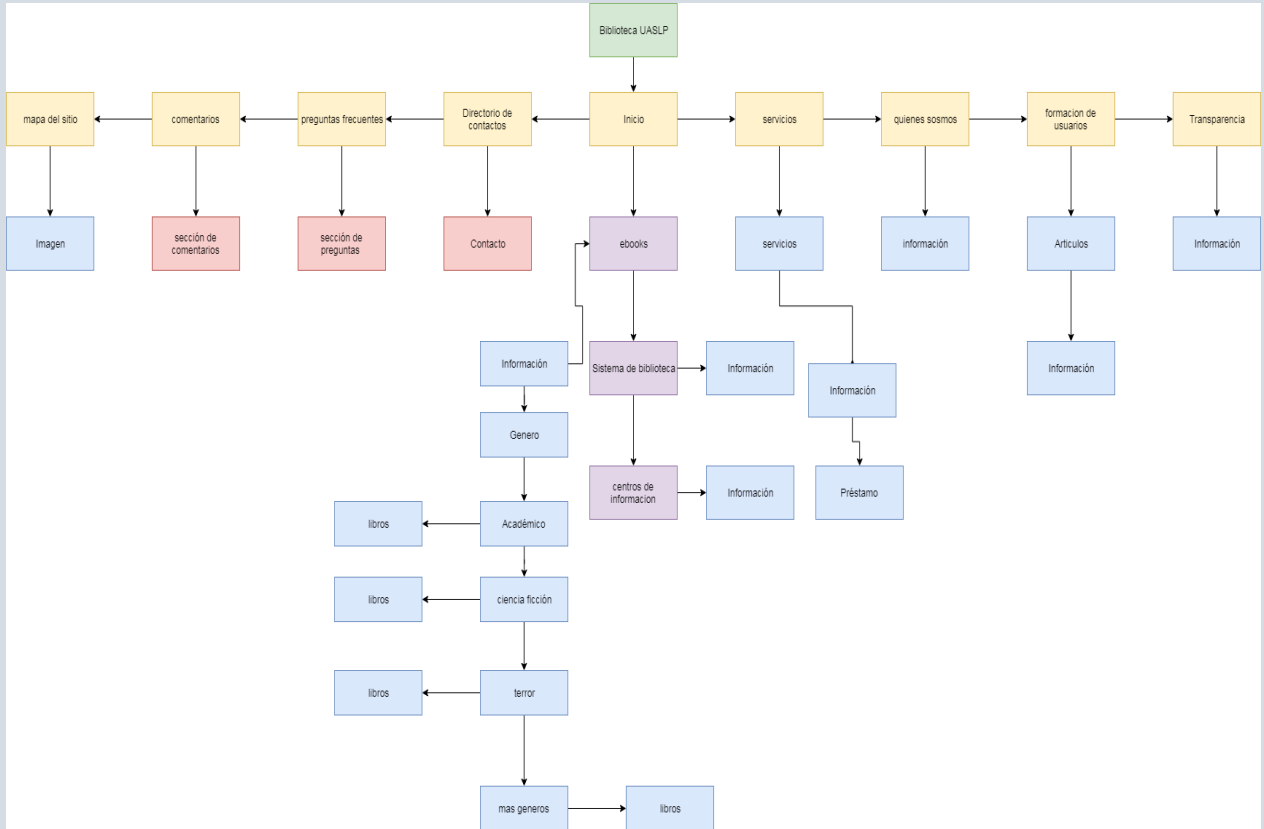 Biblioteca UASLP
mapa del sitio
comentarios
preguntas frecuentes
Directorio de
contactos
Inicio
servicios
quienes sosmos
formacion de
usuarios
Transparencia
Imagen
sección de
comentarios
sección de
preguntas
Contacto
ebooks
servicios
información
Articulos
Información
Información
Sistema de biblioteca
Información
Información
Información
Genero
centros de
informacion
Información
Préstamo
libros
Académico
libros
ciencia ficción
libros
terror
mas generos
libros